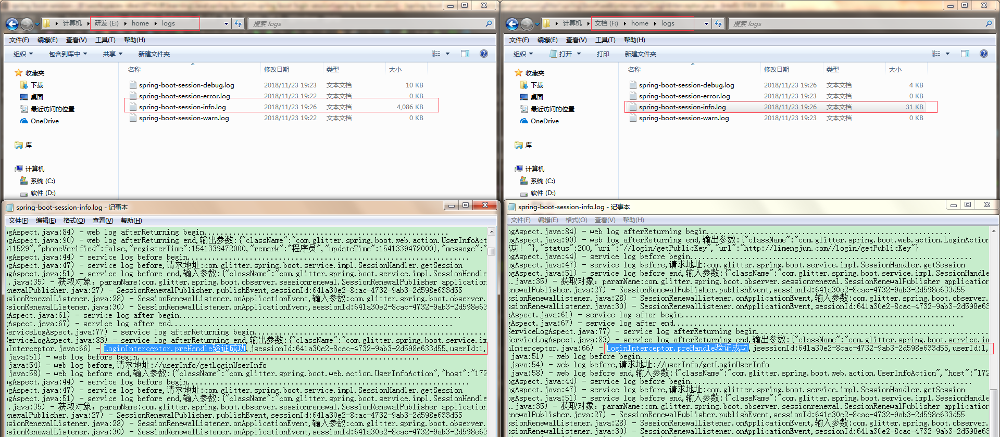 计算机 研发 (E:) home logs
搜索 logs
文件(F) 编辑(E) 查看(V) 工具(T) 帮助(H)
组织 包含到库中 共享 新建文件夹
收藏夹
下载
桌面
最近访问的位置
OneDrive
库
计算机
系统 (C:)
软件 (D:)
名称 修改日期 类型 大小
spring-boot-session-debug.log 2018/11/23 19:23 文本文档 10 KB
spring-boot-session-error.log 2018/11/23 19:22 文本文档 0 KB
spring-boot-session-info.log 2018/11/23 19:26 文本文档 4,086 KB
spring-boot-session-warn.log 2018/11/23 19:22 文本文档 0 KB
计算机 文档 (F:) home logs
搜索 logs
文件(F) 编辑(E) 查看(V) 工具(T) 帮助(H)
组织 打开 打印 新建文件夹
收藏夹
下载
桌面
最近访问的位置
OneDrive
库
计算机
系统 (C:)
软件 (D:)
名称 修改日期 类型 大小
spring-boot-session-debug.log 2018/11/23 19:26 文本文档 4 KB
spring-boot-session-error.log 2018/11/23 19:23 文本文档 0 KB
spring-boot-session-info.log 2018/11/23 19:26 文本文档 31 KB
spring-boot-session-warn.log 2018/11/23 19:23 文本文档 0 KB
spring-boot-session-info.log - 记事本
文件(F) 编辑(E) 格式(O) 查看(V) 帮助(H)
ogAspect.java:84) - web log afterReturning begin...................................................................
ogAspect.java:90) - web log afterReturning end,输出参数:{"className":"com.glitter.spring.boot.web.action.UserInfoAct
411529","phoneVerified":false,"registerTime":1541339472000,"remark":"程序员","updateTime":1541339472000},"message":"
gAspect.java:44) - service log before begin...................................................................
gAspect.java:47) - service log before,请求地址:com.glitter.spring.boot.service.impl.SessionHandler.getSession
gAspect.java:51) - service log before end,输入参数:{"className":"com.glitter.spring.boot.service.impl.SessionHandle
.java:35) - 获取对象：paramName:com.glitter.spring.boot.observer.sessionrenewal.SessionRenewalPublisher application
enewalPublisher.java:27) - SessionRenewalPublisher.publishEvent,sessionId:641a30e2-8cac-4732-9ab3-2d598e633d55
ssionRenewalListener.java:28) - SessionRenewalListener.onApplicationEvent,输入参数:com.glitter.spring.boot.observer.
ssionRenewalListener.java:30) - SessionRenewalListener.onApplicationEvent,sessionId:641a30e2-8cac-4732-9ab3-2d598e63
gAspect.java:61) - service log after begin...................................................................
gAspect.java:67) - service log after end...................................................................
ServiceLogAspect.java:77) - service log afterReturning begin........................................................
ServiceLogAspect.java:83) - service log afterReturning end,输出参数:{"className":"com.glitter.spring.boot.service.im
nInterceptor.java:66) - LoginInterceptor.preHandle验证成功,jsessionId:641a30e2-8cac-4732-9ab3-2d598e633d55,userId:1,
.java:51) - web log before begin...................................................................
.java:54) - web log before,请求地址://userInfo/getLoginUserInfo
.java:58) - web log before end,输入参数:{"className":"com.glitter.spring.boot.web.action.UserInfoAction","host":"172
gAspect.java:44) - service log before begin...................................................................
gAspect.java:47) - service log before,请求地址:com.glitter.spring.boot.service.impl.SessionHandler.getSession
gAspect.java:51) - service log before end,输入参数:{"className":"com.glitter.spring.boot.service.impl.SessionHandle
.java:35) - 获取对象：paramName:com.glitter.spring.boot.observer.sessionrenewal.SessionRenewalPublisher application
enewalPublisher.java:27) - SessionRenewalPublisher.publishEvent,sessionId:641a30e2-8cac-4732-9ab3-2d598e633d55
ssionRenewalListener.java:28) - SessionRenewalListener.onApplicationEvent,输入参数:com.glitter.spring.boot.observer.
ssionRenewalListener.java:30) - SessionRenewalListener.onApplicationEvent,sessionId:641a30e2-8cac-4732-9ab3-2d598e63
spring-boot-session-info.log - 记事本
文件(F) 编辑(E) 格式(O) 查看(V) 帮助(H)
ogAspect.java:84) - web log afterReturning begin...................................................................
ogAspect.java:90) - web log afterReturning end,输出参数:{"className":"com.glitter.spring.boot.web.action.LoginAction
成功！"},"status":200,"uri":"//login/getPublicKey","url":"http://limengjun.com//login/getPublicKey"}
gAspect.java:44) - service log before begin...................................................................
gAspect.java:47) - service log before,请求地址:com.glitter.spring.boot.service.impl.SessionHandler.getSession
gAspect.java:51) - service log before end,输入参数:{"className":"com.glitter.spring.boot.service.impl.SessionHandle
.java:35) - 获取对象：paramName:com.glitter.spring.boot.observer.sessionrenewal.SessionRenewalPublisher application
enewalPublisher.java:27) - SessionRenewalPublisher.publishEvent,sessionId:641a30e2-8cac-4732-9ab3-2d598e633d55
ssionRenewalListener.java:28) - SessionRenewalListener.onApplicationEvent,输入参数:com.glitter.spring.boot.observer.
ssionRenewalListener.java:30) - SessionRenewalListener.onApplicationEvent,sessionId:641a30e2-8cac-4732-9ab3-2d598e63
gAspect.java:61) - service log after begin...................................................................
gAspect.java:67) - service log after end...................................................................
ServiceLogAspect.java:77) - service log afterReturning begin........................................................
ServiceLogAspect.java:83) - service log afterReturning end,输出参数:{"className":"com.glitter.spring.boot.service.im
nInterceptor.java:66) - LoginInterceptor.preHandle验证成功,jsessionId:641a30e2-8cac-4732-9ab3-2d598e633d55,userId:1,
.java:51) - web log before begin...................................................................
.java:54) - web log before,请求地址://userInfo/getLoginUserInfo
.java:58) - web log before end,输入参数:{"className":"com.glitter.spring.boot.web.action.UserInfoAction","host":"172
gAspect.java:44) - service log before begin...................................................................
gAspect.java:47) - service log before,请求地址:com.glitter.spring.boot.service.impl.SessionHandler.getSession
gAspect.java:51) - service log before end,输入参数:{"className":"com.glitter.spring.boot.service.impl.SessionHandle
.java:35) - 获取对象：paramName:com.glitter.spring.boot.observer.sessionrenewal.SessionRenewalPublisher application
enewalPublisher.java:27) - SessionRenewalPublisher.publishEvent,sessionId:641a30e2-8cac-4732-9ab3-2d598e633d55
ssionRenewalListener.java:28) - SessionRenewalListener.onApplicationEvent,输入参数:com.glitter.spring.boot.observer.
ssionRenewalListener.java:30) - SessionRenewalListener.onApplicationEvent,sessionId:641a30e2-8cac-4732-9ab3-2d598e63